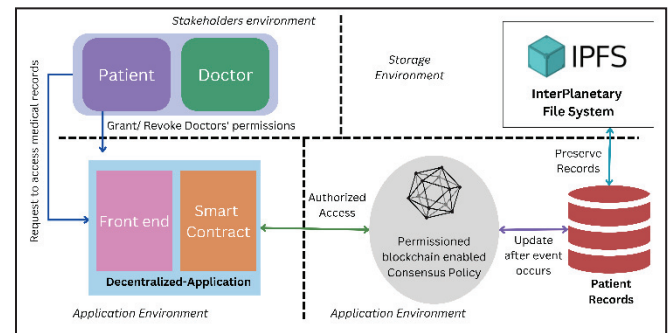 Stakeholders environment
Patient
Doctor
Grant/ Revoke Doctors' permissions
Request to access medical records
Storage
Environment
IPFS
InterPlanetary
File System
Front end
Smart
Contract
Decentralized-Application
Application Environment
Authorized
Access
Permissioned
blockchain enabled
Consensus Policy
Application Environment
Preserve
Records
Update
after event
occurs
Patient
Records